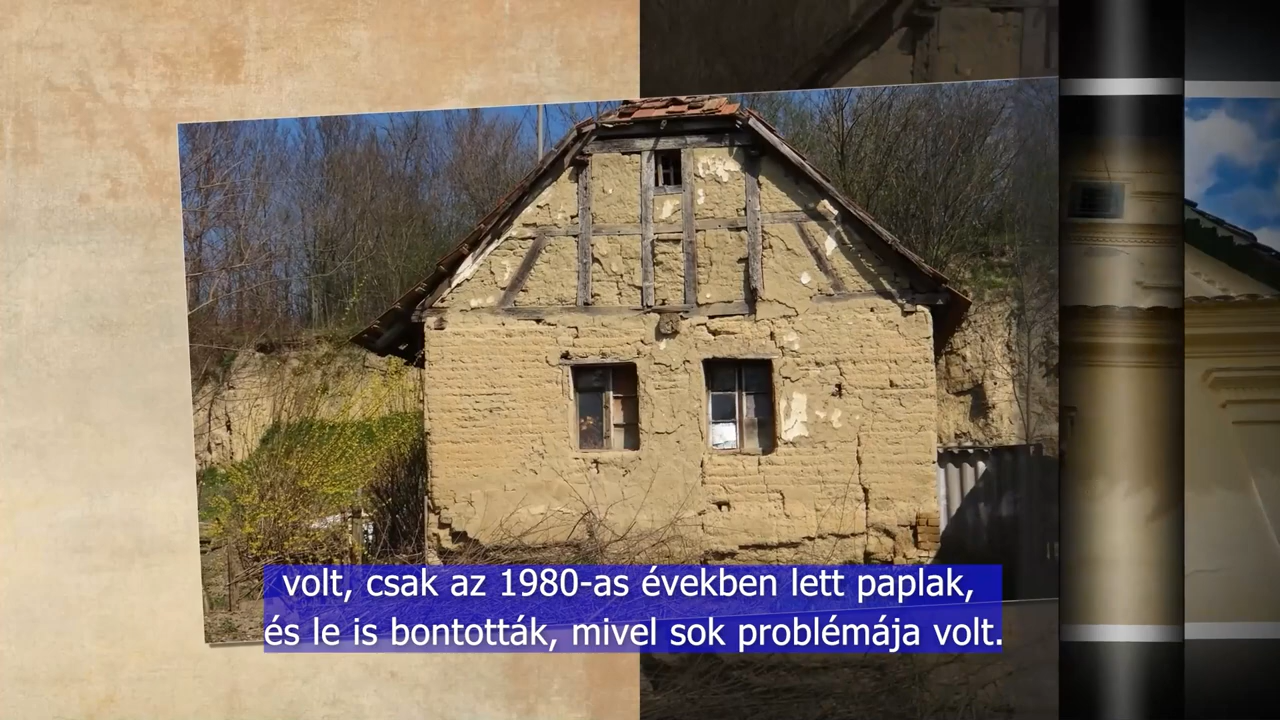 volt, csak az 1980-as években lett paplak,
és le is bontották, mivel sok problémája volt.